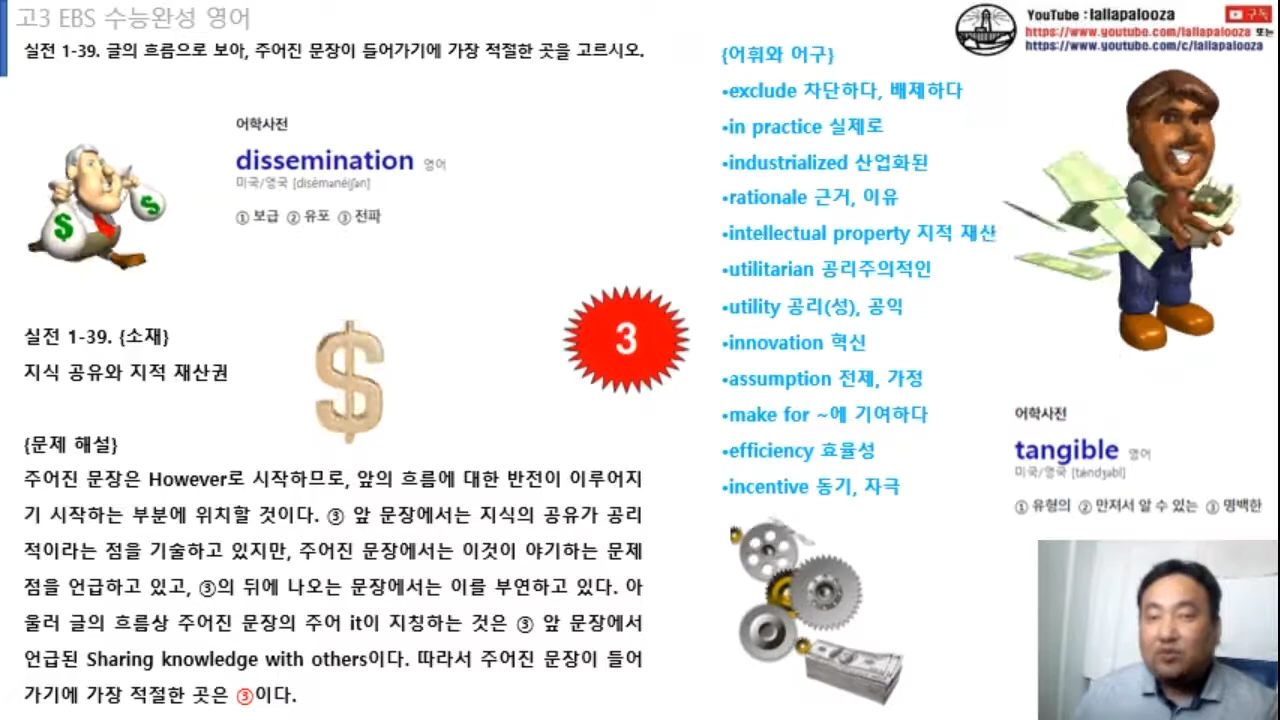 고3 EBS 수능완성 영어
실전 1-39. 글의 흐름으로 보아, 주어진 문장이 들어가기에 가장 적절한 곳을 고르시오.
어학사전
dissemination 영어
미국/영국 [disèmənéiʃən]
① 보급 ② 유포 ③ 전파
$
$
실전 1-39. {소재}
지식 공유와 지적 재산권
$
3
{문제 해설}
주어진 문장은 However로 시작하므로, 앞의 흐름에 대한 반전이 이루어지
기 시작하는 부분에 위치할 것이다. ③ 앞 문장에서는 지식의 공유가 공리
적이라는 점을 기술하고 있지만, 주어진 문장에서는 이것이 야기하는 문제
점을 언급하고 있고, ③의 뒤에 나오는 문장에서는 이를 부연하고 있다. 아
울러 글의 흐름상 주어진 문장의 주어 it이 지칭하는 것은 ③ 앞 문장에서
언급된 Sharing knowledge with others이다. 따라서 주어진 문장이 들어
가기에 가장 적절한 곳은 ③이다.
{어휘와 어구}
•exclude 차단하다, 배제하다
•in practice 실제로
•industrialized 산업화된
•rationale 근거, 이유
•intellectual property 지적 재산
•utilitarian 공리주의적인
•utility 공리(성), 공익
•innovation 혁신
•assumption 전제, 가정
•make for ~에 기여하다
•efficiency 효율성
•incentive 동기, 자극
YouTube : lallapalooza 구독
https://www.youtube.com/lallapalooza 또는
https://www.youtube.com/c/lallapalooza
어학사전
tangible 영어
미국/영국 [tǽndʒəbl]
① 유형의 ② 만져서 알 수 있는 ③ 명백한